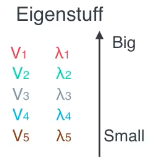 Eigenstuff
Big
V1 λ1
V2 λ2
V3 λ3
V4 λ4
V5 λ5 Small